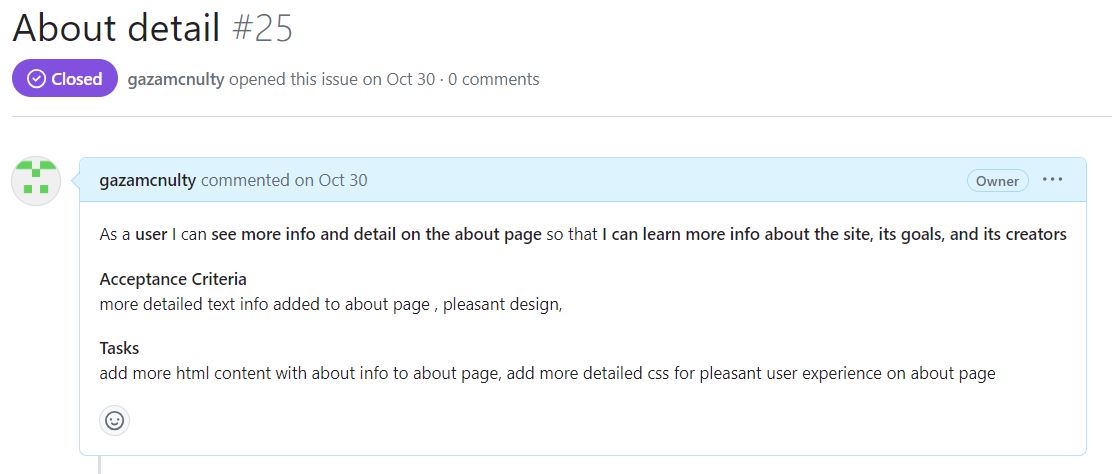 About detail #25
Closed gazamcnulty opened this issue on Oct 30 · 0 comments
gazamcnulty commented on Oct 30 Owner ···
As a user I can see more info and detail on the about page so that I can learn more info about the site, its goals, and its creators
Acceptance Criteria
more detailed text info added to about page , pleasant design,
Tasks
add more html content with about info to about page, add more detailed css for pleasant user experience on about page